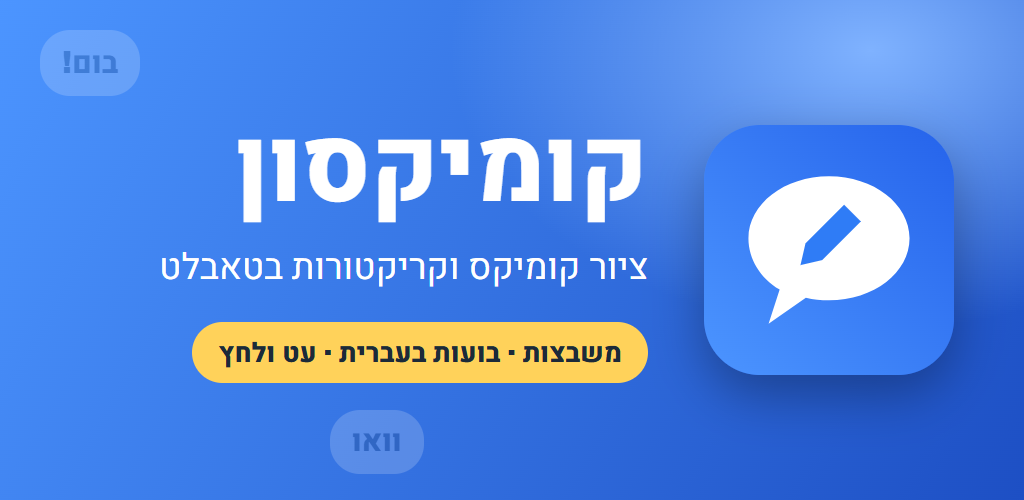 בום!
קומיקסון
ציור קומיקס וקריקטורות בטאבלט
משבצות · בועות בעברית · עט ולחץ
וואו